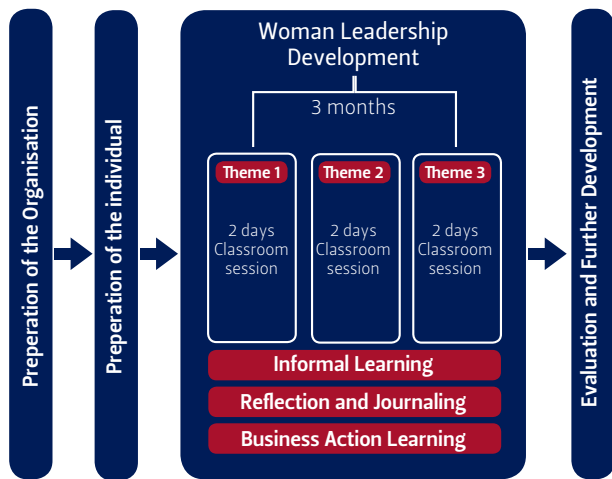 Preperation of the Organisation
Preperation of the individual
Woman Leadership
Development
3 months
Theme 1
2 days
Classroom
session
Theme 2
2 days
Classroom
session
Theme 3
2 days
Classroom
session
Informal Learning
Reflection and Journaling
Business Action Learning
Evaluation and Further Development